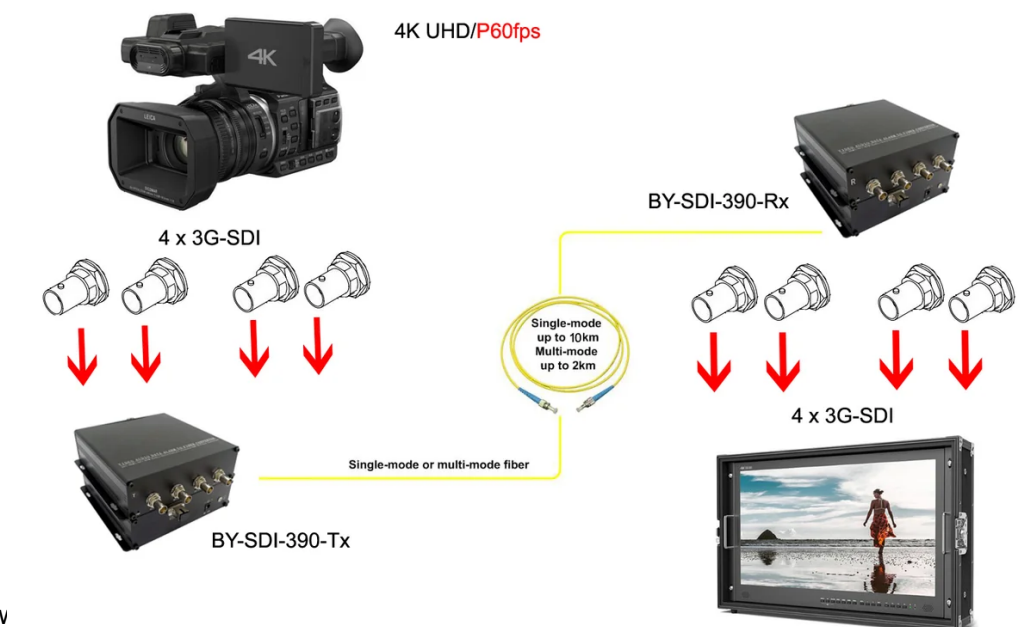 4K UHD/P60fps
4K
LEICA
BY-SDI-390-Rx
R
4 x 3G-SDI
Single-mode
up to 10km
Multi-mode
up to 2km
4 x 3G-SDI
Single-mode or multi-mode fiber
BY-SDI-390-Tx